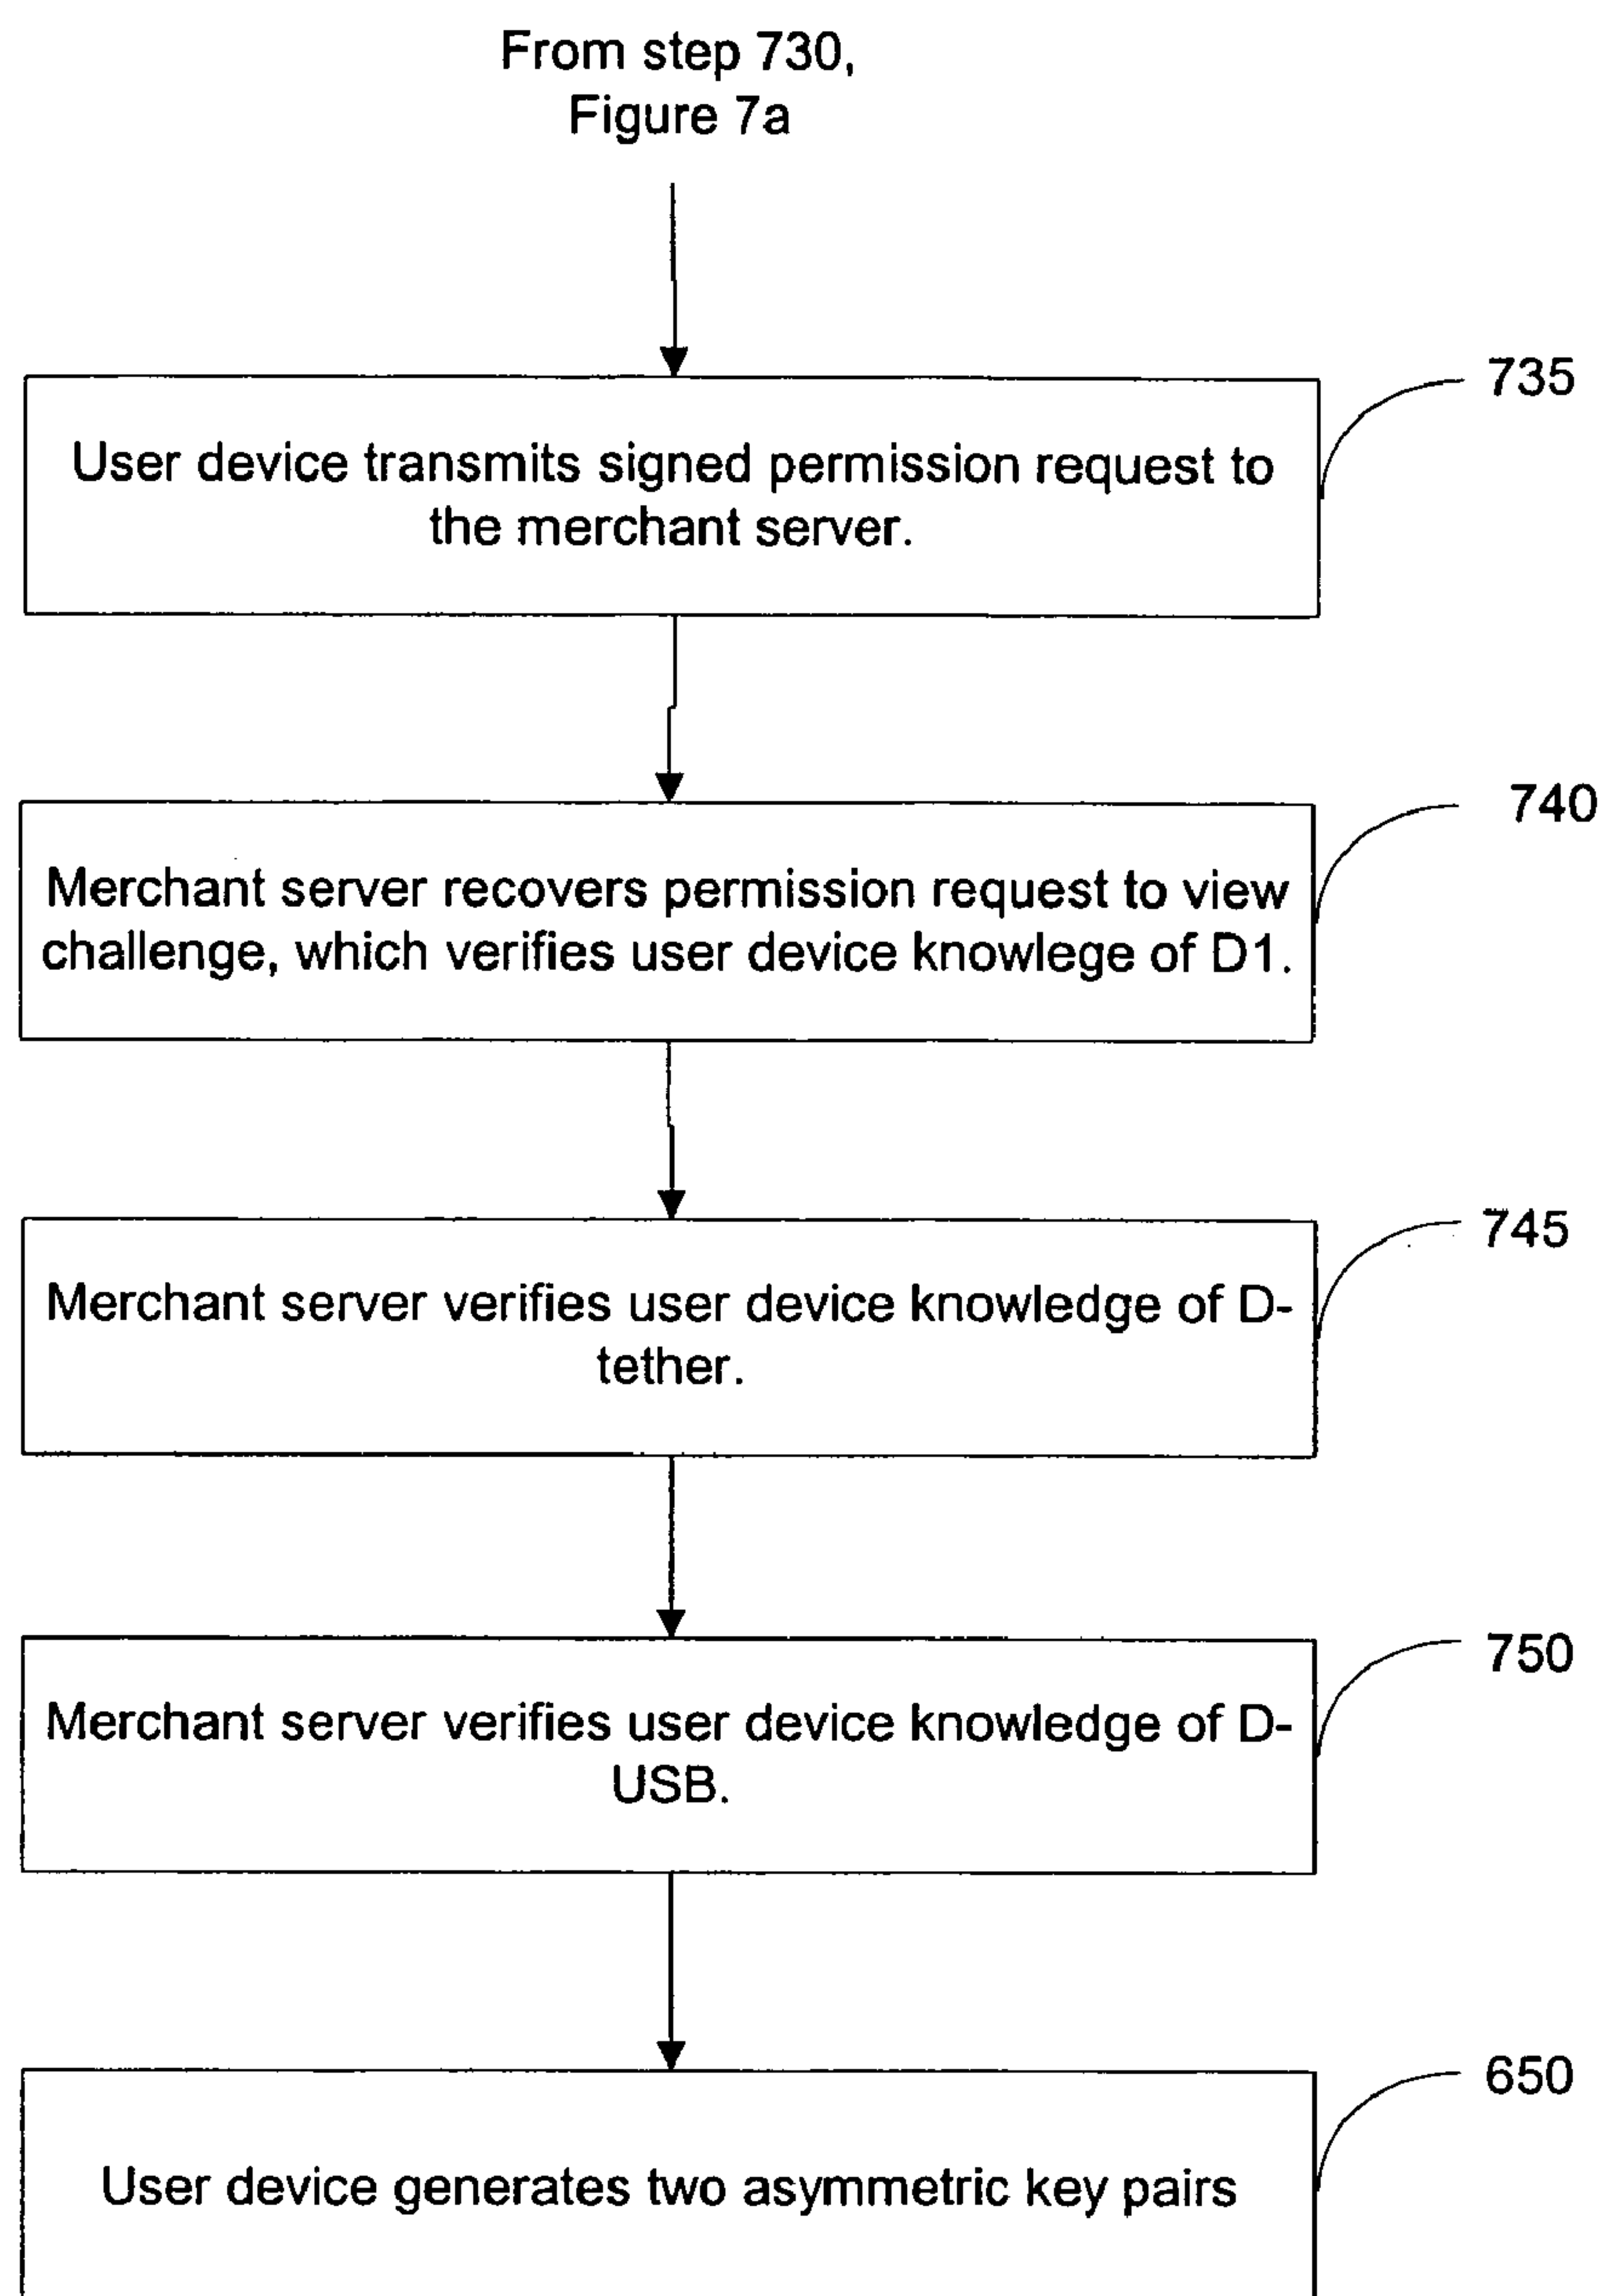 From step 730,
Figure 7a
735
User device transmits signed permission request to
the merchant server.
740
Merchant server recovers permission request to view
challenge, which verifies user device knowlege of D1.
745
Merchant server verifies user device knowledge of D-
tether.
750
Merchant server verifies user device knowledge of D-
USB.
650
User device generates two asymmetric key pairs